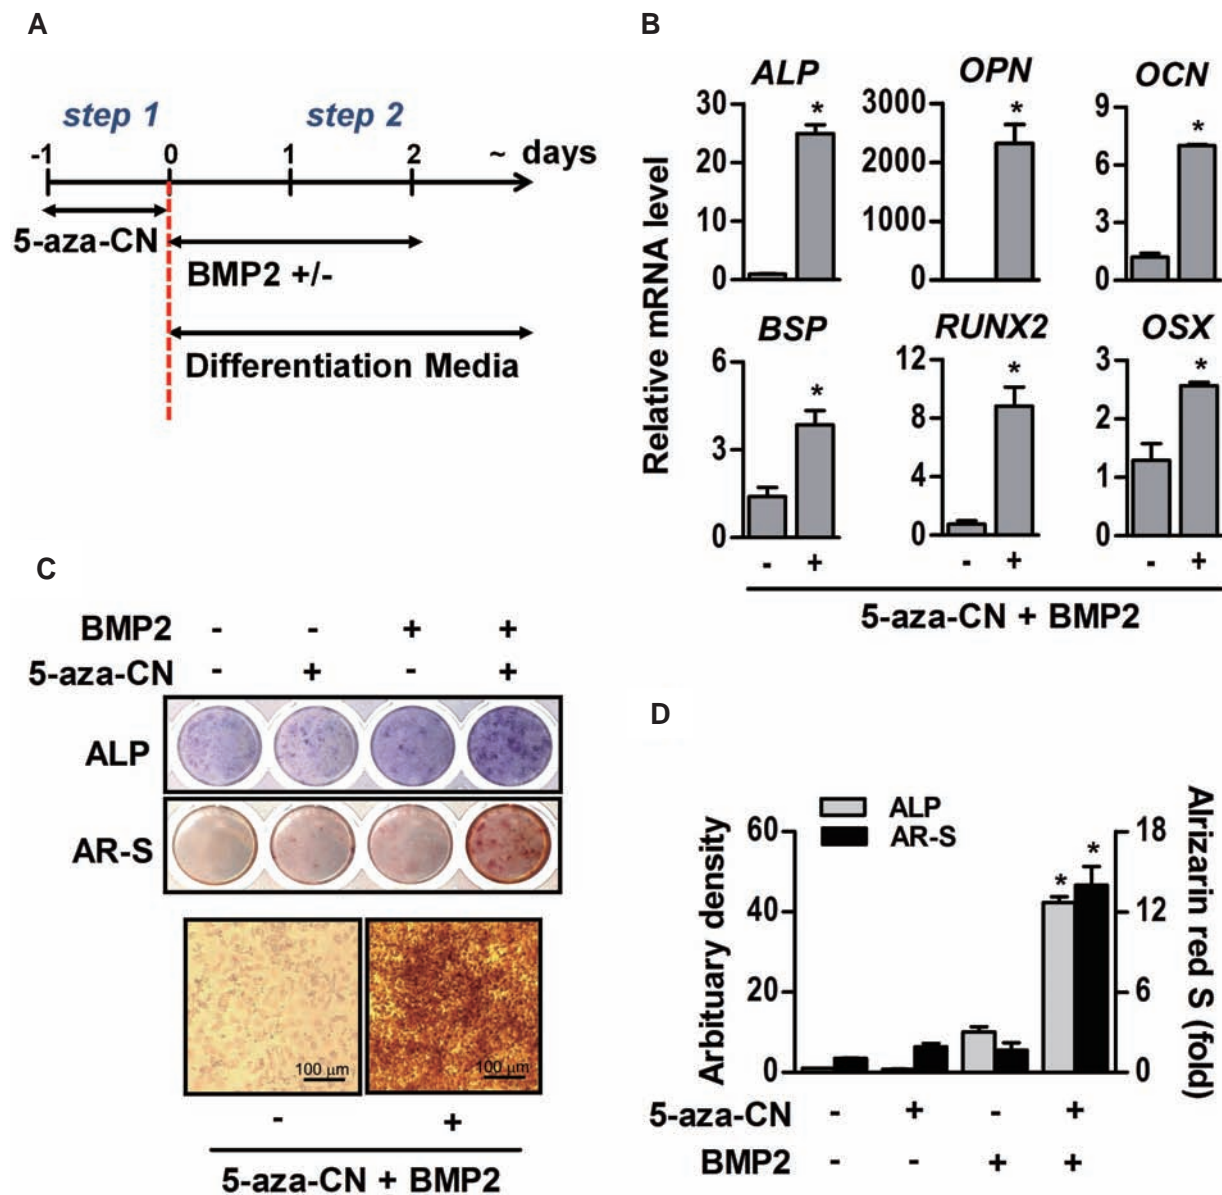 A
step 1 step 2
-1 0 1 2 ~ days
5-aza-CN
BMP2 +/-
Differentiation Media
B
Relative mRNA level
ALP OPN OCN
30 3000 9
* * *
20 2000 6
10 1000 3
0 0 0
BSP RUNX2 OSX
6 12 3
* * *
8 2
3
4 1
0 0 0
- + - + - +
5-aza-CN + BMP2
C
BMP2 - - + +
5-aza-CN - + - +
ALP
AR-S
100 µm 100 µm
- +
5-aza-CN + BMP2
D
ALP
AR-S
Arbituary density
Alrizarin red S (fold)
60 18
* *
40 12
20 6
0 0
5-aza-CN - + - +
BMP2 - - + +